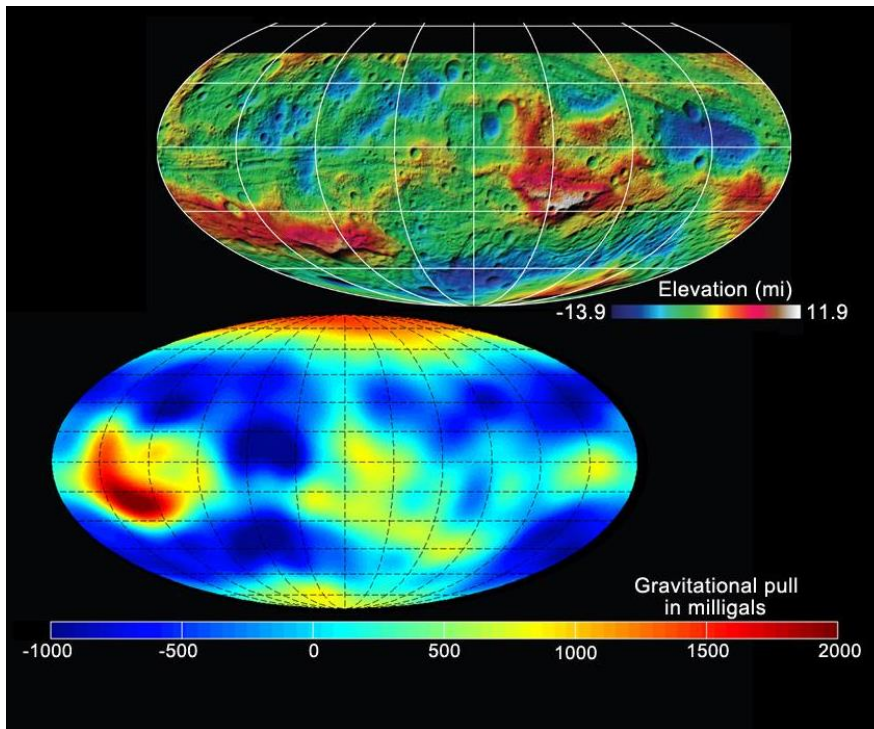 Elevation (mi)
-13.9 11.9
Gravitational pull
in milligals
-1000 -500 0 500 1000 1500 2000